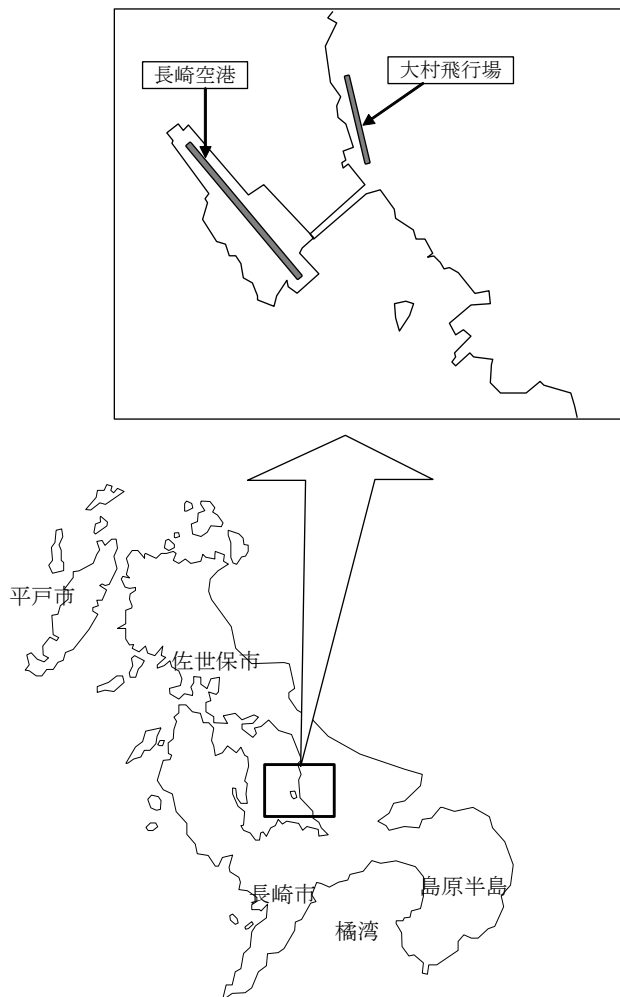 長崎空港
大村飛行場
平戸市
佐世保市
長崎市
島原半島
橘湾